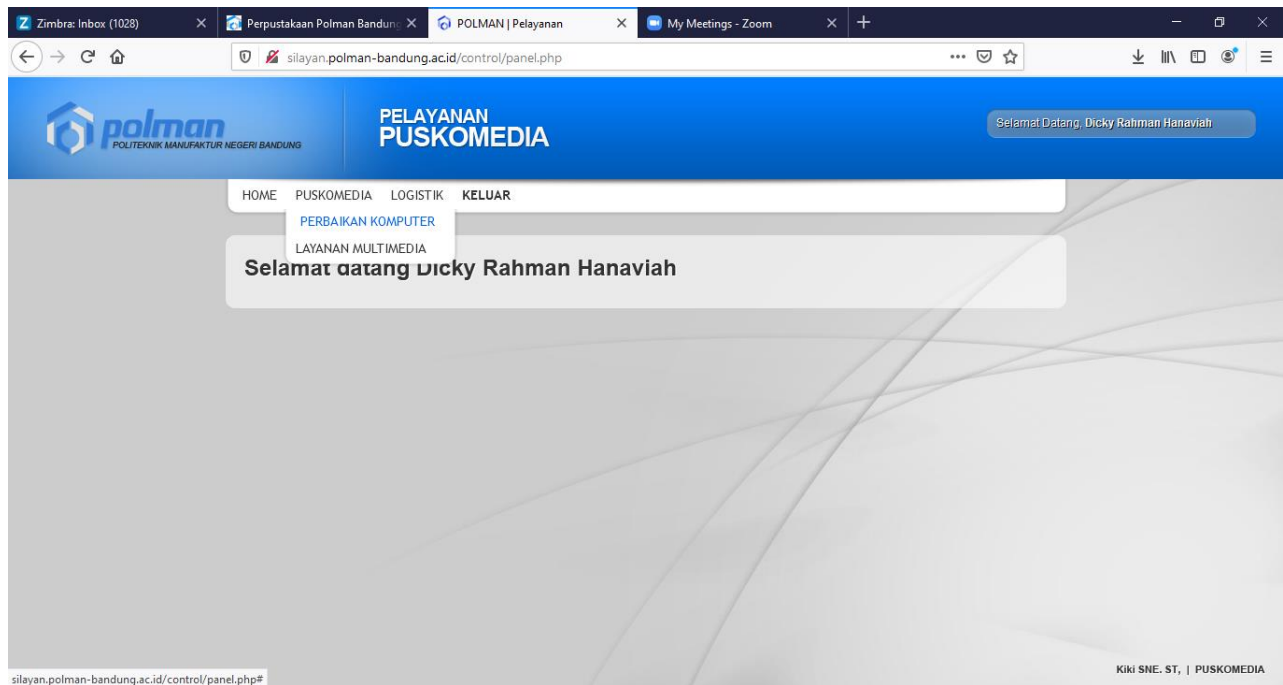 Zimbra: Inbox (1028)
Perpustakaan Polman Bandung
POLMAN | Pelayanan
My Meetings - Zoom
silayan.polman-bandung.ac.id/control/panel.php
polman
POLITEKNIK MANUFAKTUR NEGERI BANDUNG
PELAYANAN
PUSKOMEDIA
Selamat Datang, Dicky Rahman Hanaviah
HOME PUSKOMEDIA LOGISTIK KELUAR
PERBAIKAN KOMPUTER
LAYANAN MULTIMEDIA
Selamat datang Dicky Rahman Hanaviah
Kiki SNE. ST, | PUSKOMEDIA
silayan.polman-bandung.ac.id/control/panel.php#